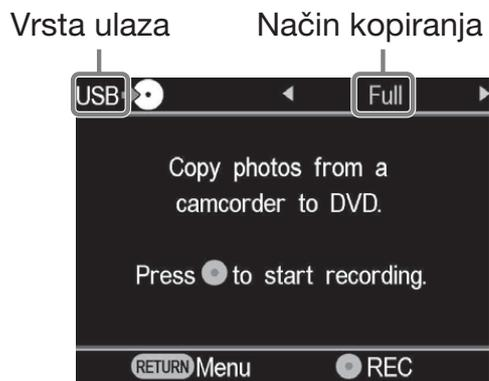 Vrsta ulaza Način kopiranja
USB Full
Copy photos from a
camcorder to DVD.
Press to start recording.
RETURN Menu REC